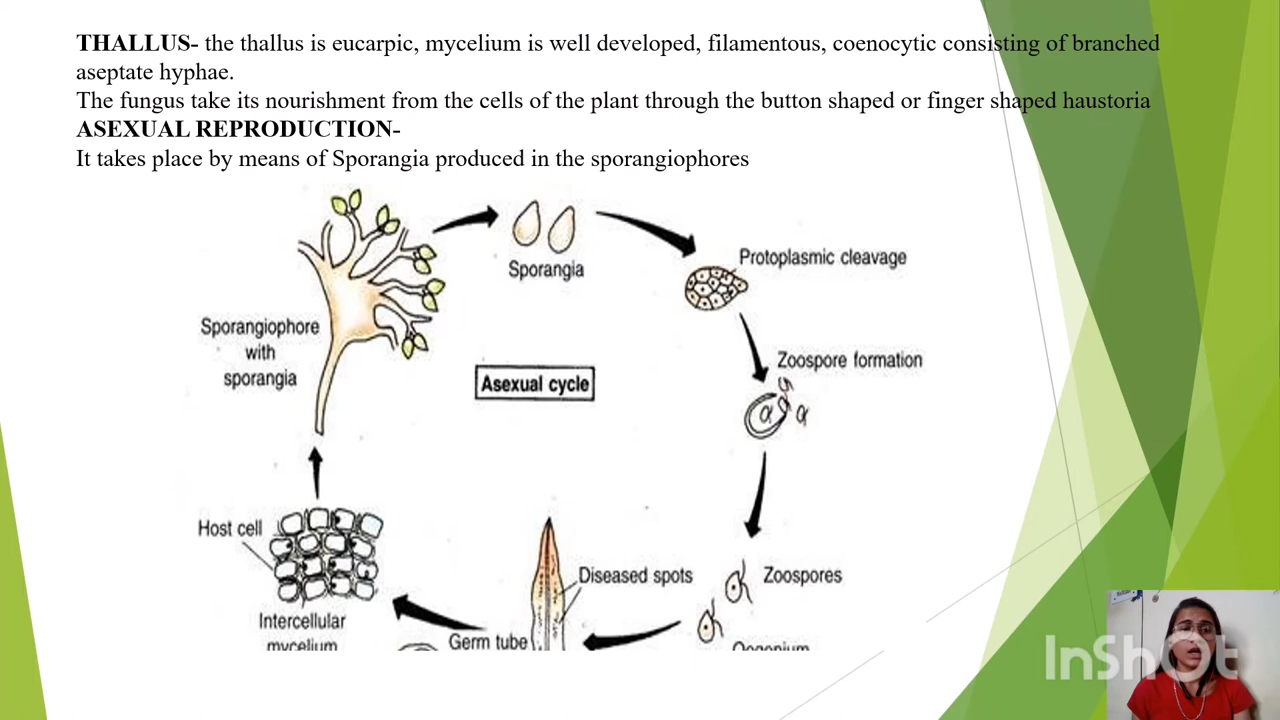 THALLUS- the thallus is eucarpic, mycelium is well developed, filamentous, coenocytic consisting of branched
aseptate hyphae.
The fungus take its nourishment from the cells of the plant through the button shaped or finger shaped haustoria
ASEXUAL REPRODUCTION-
It takes place by means of Sporangia produced in the sporangiophores
Sporangia
Protoplasmic cleavage
Sporangiophore
with
sporangia
Zoospore formation
Asexual cycle
Host cell
Diseased spots
Zoospores
Intercellular
mycelium
Germ tube
Oogonium
InShOt